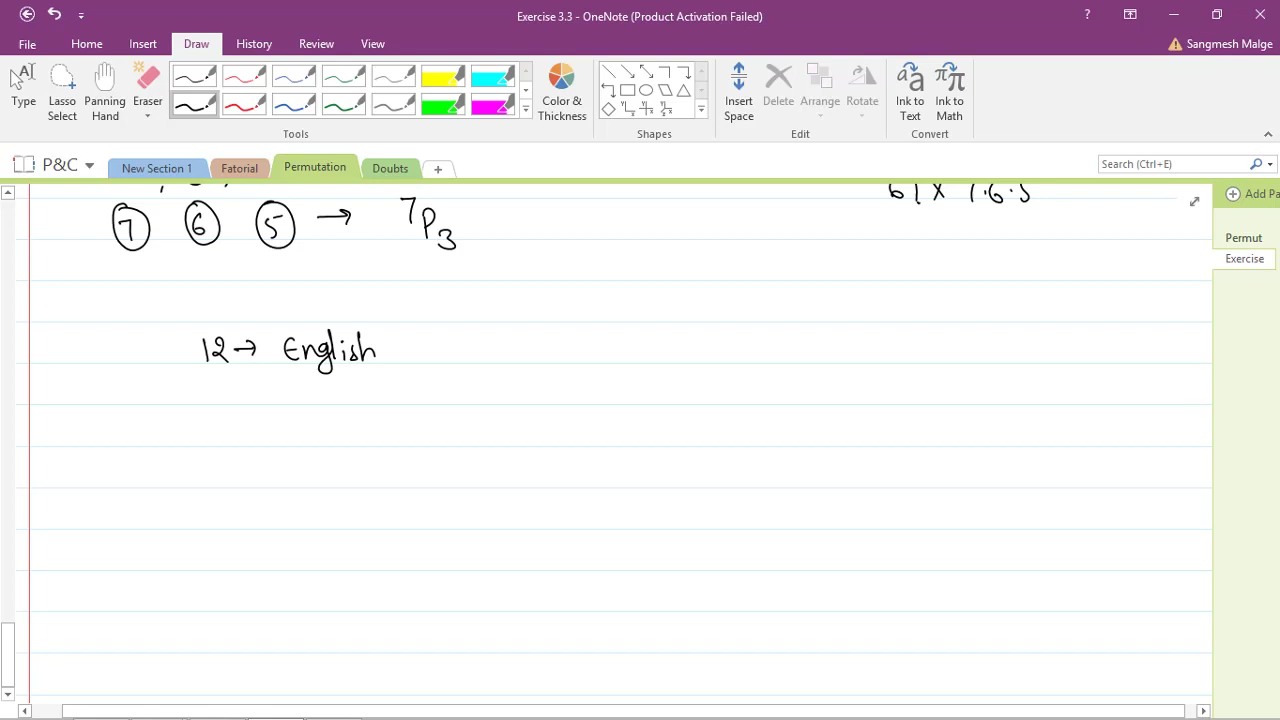 Exercise 3.3 - OneNote (Product Activation Failed)
?
File Home Insert Draw History Review View
Sangmesh Malge
Type
Lasso Select
Panning Hand
Eraser
Color & Thickness
Insert Space
Delete
Arrange
Rotate
Ink to Text
Ink to Math
Tools
Shapes
Edit
Convert
P&C New Section 1 Fatorial Permutation Doubts +
Search (Ctrl+E)
Add Pa
Permut
Exercise
7 6 5 → ⁷P₃
12 → English